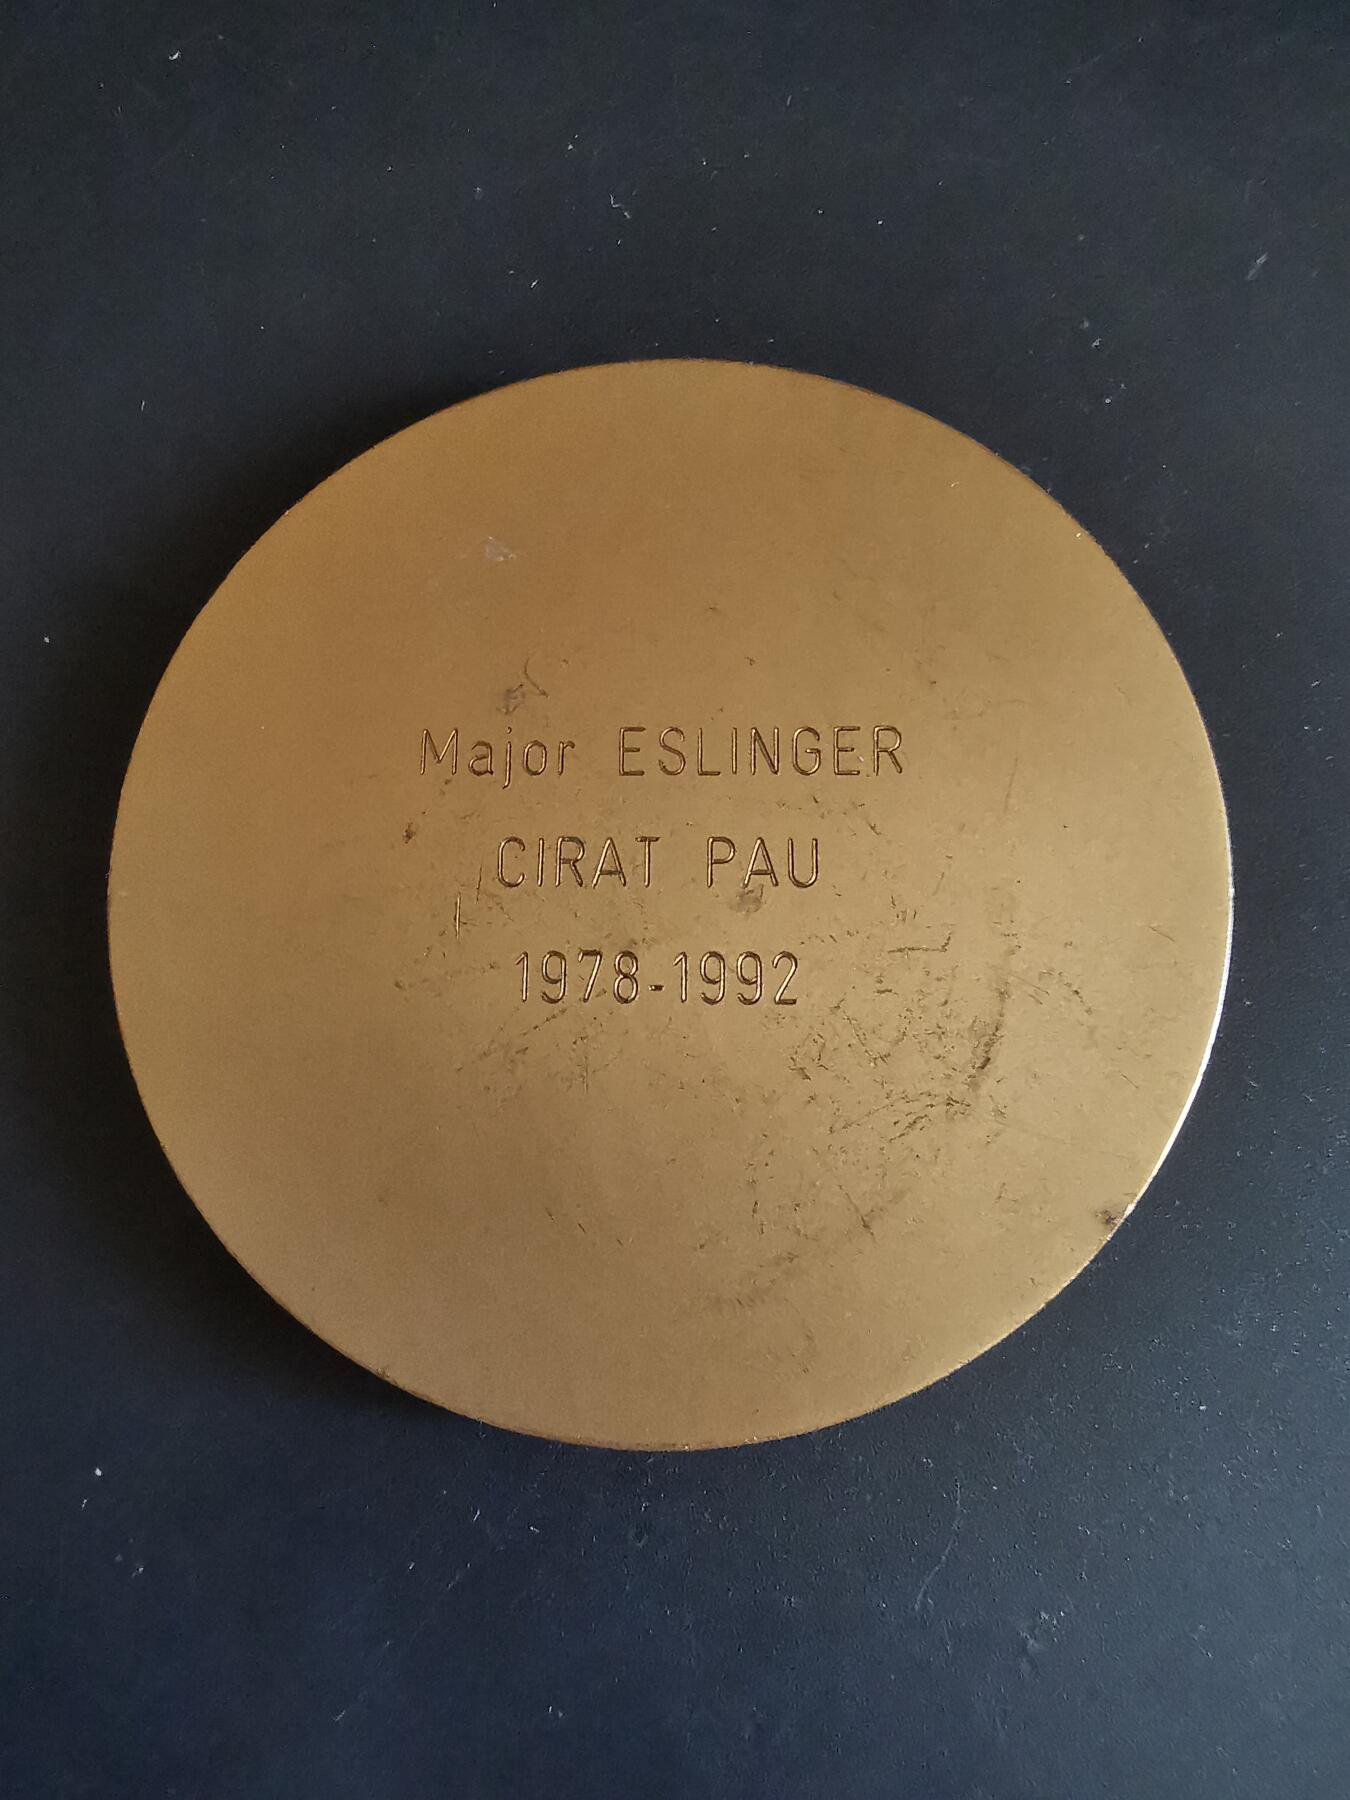 Major ESLINGER
CIRAT PAU
1978-1992